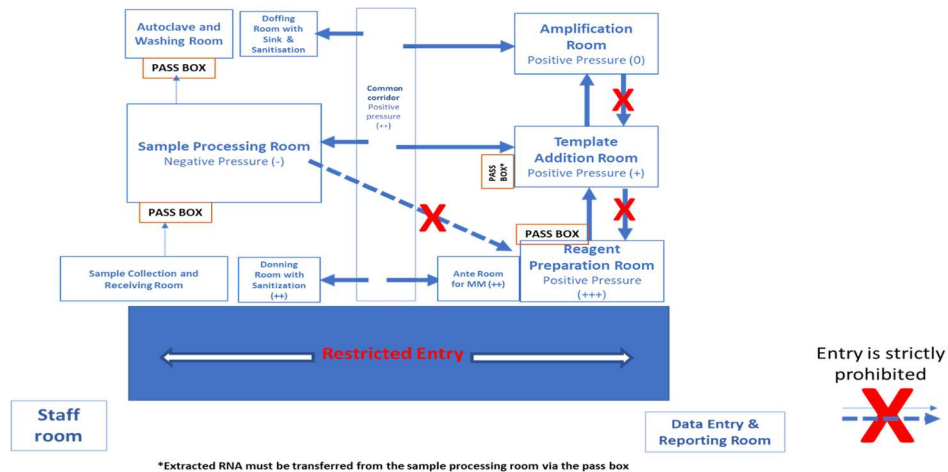 Autoclave and
Washing Room
PASS BOX
Doffing
Room with
Sink &
Sanitisation
Amplification
Room
Positive Pressure (0)
Common
corridor
Positive
pressure
(++)
Sample Processing Room
Negative Pressure (-)
PASS BOX
Template
Addition Room
Positive Pressure (+)
PASS
BOX*
PASS BOX
Reagent
Preparation Room
Positive Pressure
(+++)
Sample Collection and
Receiving Room
Donning
Room with
Sanitization
(++)
Ante Room
for MM (++)
Restricted Entry
Entry is strictly
prohibited
Staff
room
Data Entry &
Reporting Room
*Extracted RNA must be transferred from the sample processing room via the pass box